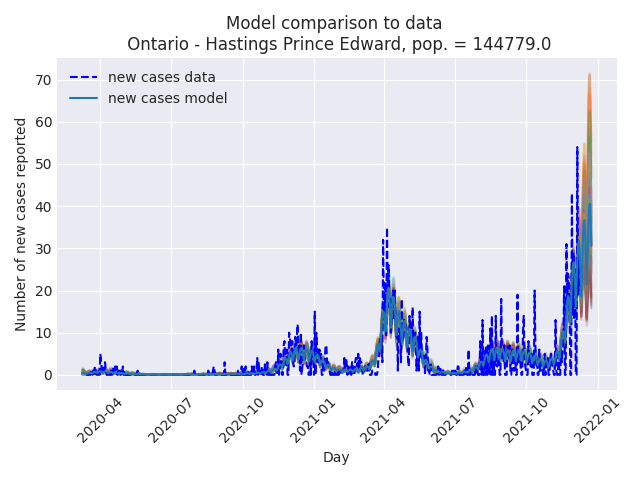 Model comparison to data
Ontario - Hastings Prince Edward, pop. = 144779.0
new cases data
new cases model
Number of new cases reported
70
60
50
40
30
20
10
0
2020-04
2020-07
2020-10
2021-01
2021-04
2021-07
2021-10
2022-01
Day